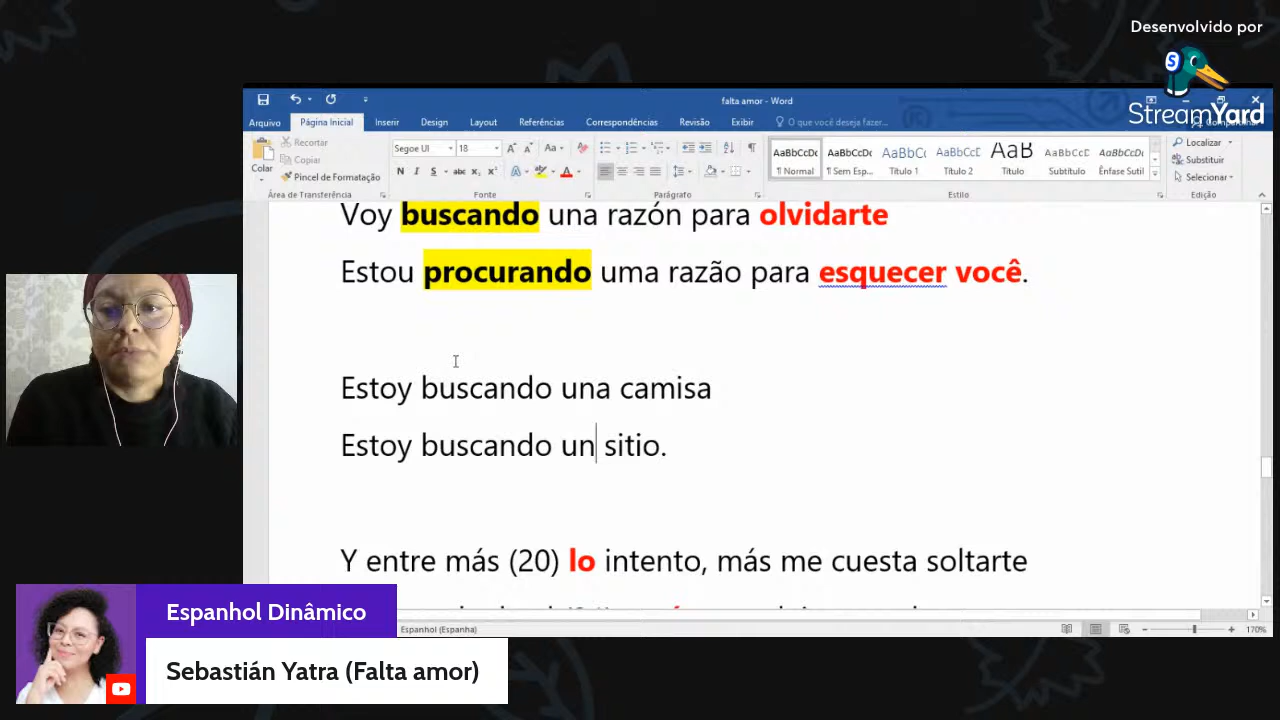 Desenvolvido por
StreamYard
falta amor - Word
Arquivo Página Inicial Inserir Design Layout Referências Correspondências Revisão Exibir O que você deseja fazer...
Colar
Recortar
Copiar
Pincel de Formatação
Área de Transferência
Segoe UI 18
Fonte
Parágrafo
AaBbCcDc AaBbCcDc AaBbCc AaBbCcD AaB AaBbCcD AaBbCcDc
¶ Normal ¶ Sem Esp... Título 1 Título 2 Título Subtítulo Ênfase Sutil
Estilo
Localizar
Substituir
Selecionar
Edição
Voy buscando una razón para olvidarte
Estou procurando uma razão para esquecer você.
Estoy buscando una camisa
Estoy buscando un sitio.
Y entre más (20) lo intento, más me cuesta soltarte
Espanhol (Espanha)
170%
Espanhol Dinâmico
Sebastián Yatra (Falta amor)